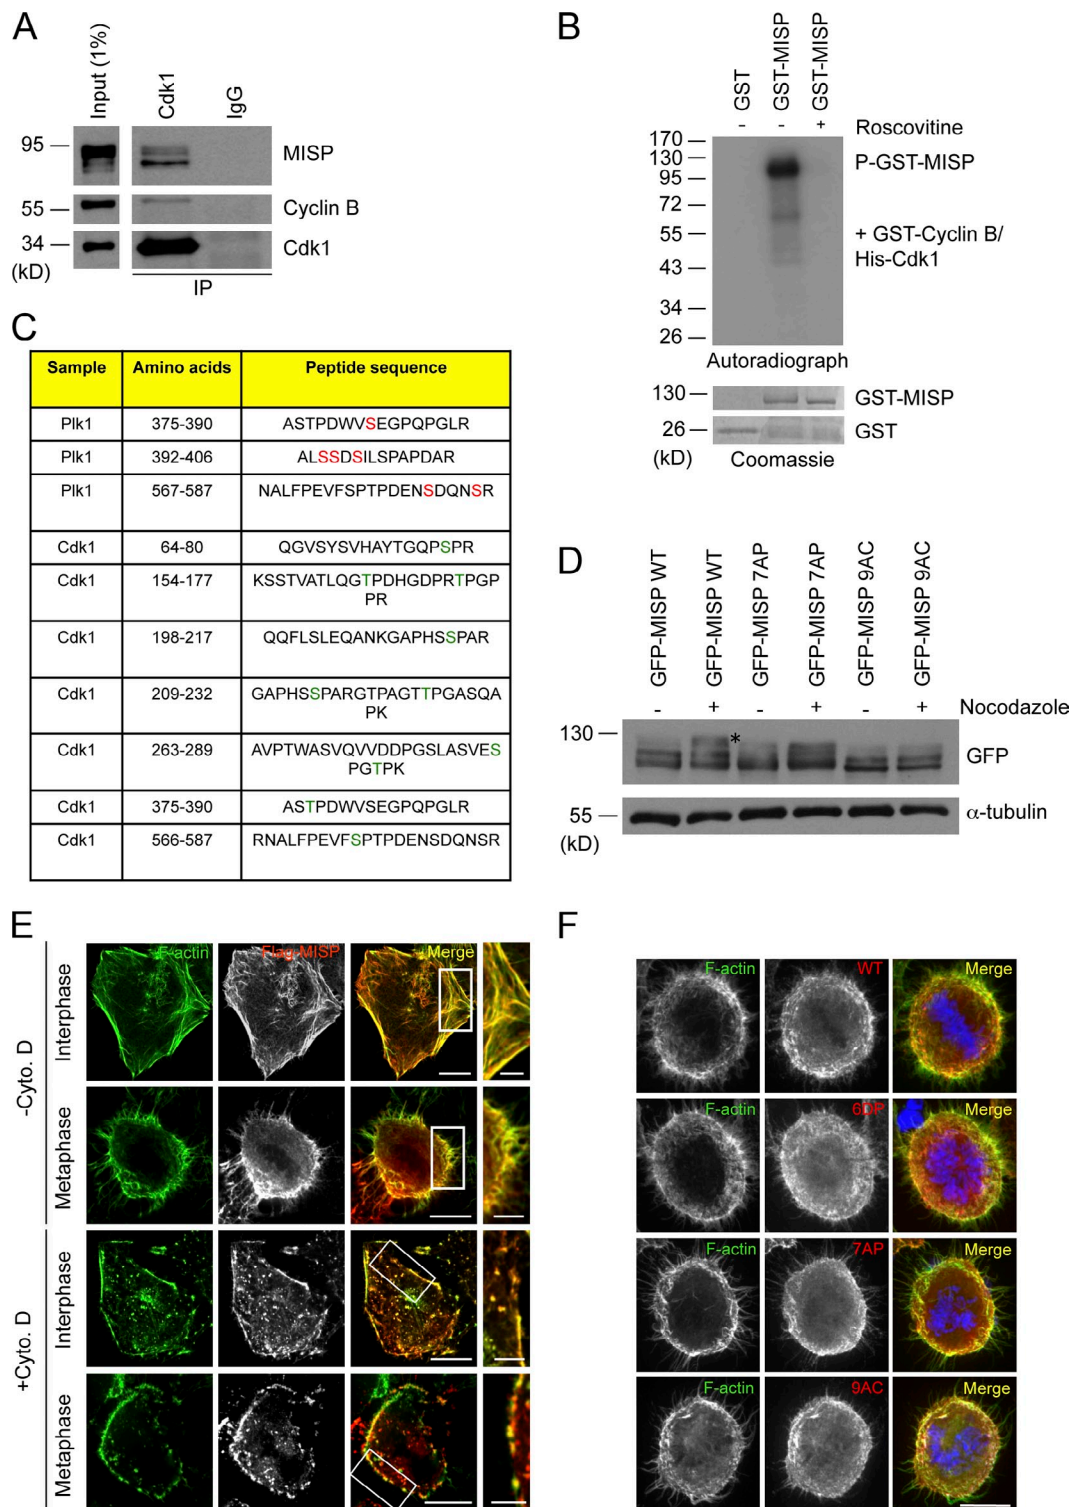 A
Input (1%)
Cdk1
IgG
95
MISP
55
Cyclin B
34
Cdk1
(kD)
IP
B
GST
GST-MISP
GST-MISP
- - +
Roscovitine
170
130
95
72
55
43
34
26
P-GST-MISP
+ GST-Cyclin B/
His-Cdk1
Autoradiograph
130
GST-MISP
26
GST
(kD)
Coomassie
C
Sample Amino acids Peptide sequence
Plk1 375-390 ASTPDWVSEGPQPGLR
Plk1 392-406 ALSSDSILSPAPDAR
Plk1 567-587 NALFPEVFSPTPDENSDQNSR
Cdk1 64-80 QGVSYSVHAYTGQPSPR
Cdk1 154-177 KSSTVATLQGTPDHGDPRTPGP
PR
Cdk1 198-217 QQFLSLEQANKGAPHSSPAR
Cdk1 209-232 GAPHSSPARGTPAGTTPGASQA
PK
Cdk1 263-289 AVPTWASVQVVDDPGSLASVES
PGTPK
Cdk1 375-390 ASTPDWVSEGPQPGLR
Cdk1 566-587 RNALFPEVFSPTPDENSDQNSR
D
GFP-MISP WT
GFP-MISP WT
GFP-MISP 7AP
GFP-MISP 7AP
GFP-MISP 9AC
GFP-MISP 9AC
- + - + - +
Nocodazole
130
*
GFP
55
α-tubulin
(kD)
E
-Cyto. D
Interphase
F-actin
Flag-MISP
Merge
Metaphase
+Cyto. D
Interphase
Metaphase
F
F-actin WT Merge
F-actin 6DP Merge
F-actin 7AP Merge
F-actin 9AC Merge